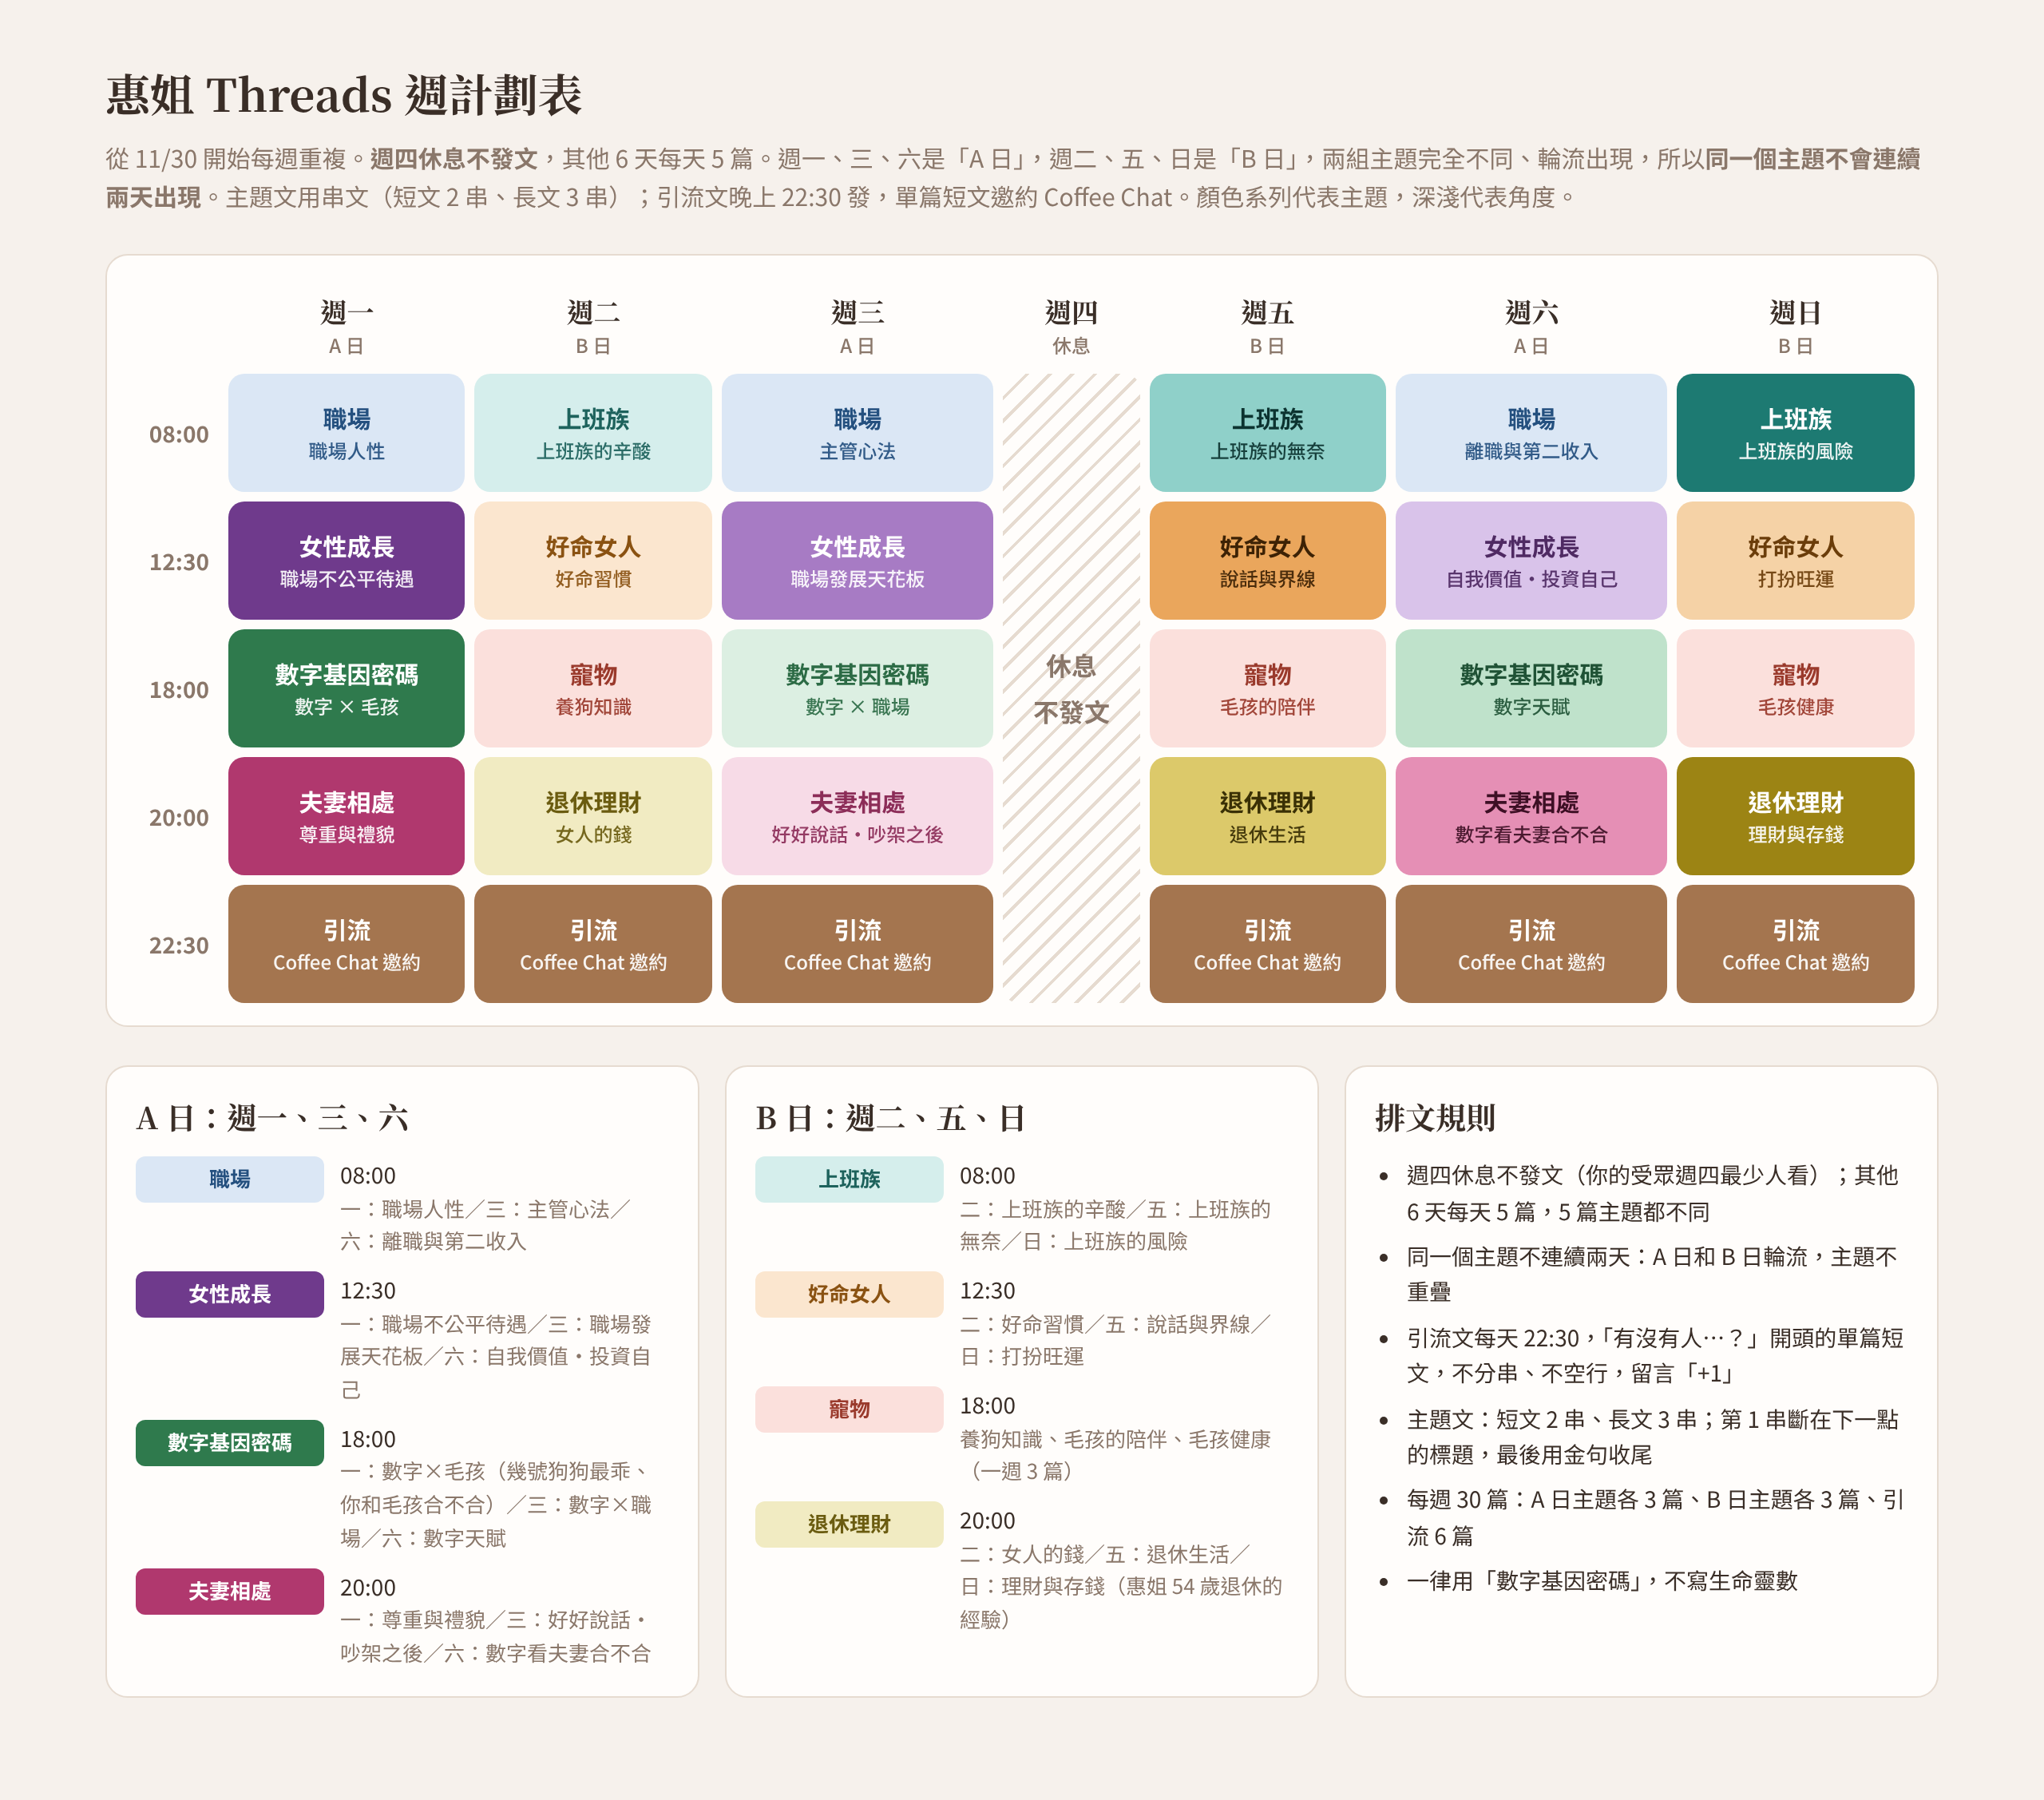 惠姐 Threads 週計劃表
從 11/30 開始每週重複。週四休息不發文，其他 6 天每天 5 篇。週一、三、六是「A 日」，週二、五、日是「B 日」，兩組主題完全不同、輪流出現，所以同一個主題不會連續
兩天出現。主題文用串文（短文 2 串、長文 3 串）；引流文晚上 22:30 發，單篇短文邀約 Coffee Chat。顏色系列代表主題，深淺代表角度。
週一 週二 週三 週四 週五 週六 週日
A 日 B 日 A 日 休息 B 日 A 日 B 日
職場 上班族 職場 上班族 職場 上班族
08:00
職場人性 上班族的辛酸 主管心法 上班族的無奈 離職與第二收入 上班族的風險
女性成長 好命女人 女性成長 好命女人 女性成長 好命女人
12:30
職場不公平待遇 好命習慣 職場發展天花板 說話與界線 自我價值・投資自己 打扮旺運
數字基因密碼 寵物 數字基因密碼 休息 寵物 數字基因密碼 寵物
18:00
數字 × 毛孩 養狗知識 數字 × 職場 不發文 毛孩的陪伴 數字天賦 毛孩健康
夫妻相處 退休理財 夫妻相處 退休理財 夫妻相處 退休理財
20:00
尊重與禮貌 女人的錢 好好說話・吵架之後 退休生活 數字看夫妻合不合 理財與存錢
引流 引流 引流 引流 引流 引流
22:30
Coffee Chat 邀約 Coffee Chat 邀約 Coffee Chat 邀約 Coffee Chat 邀約 Coffee Chat 邀約 Coffee Chat 邀約
A 日：週一、三、六
職場 08:00
一：職場人性／三：主管心法／
六：離職與第二收入
女性成長 12:30
一：職場不公平待遇／三：職場發
展天花板／六：自我價值・投資自
己
數字基因密碼 18:00
一：數字×毛孩（幾號狗狗最乖、
你和毛孩合不合）／三：數字×職
場／六：數字天賦
夫妻相處 20:00
一：尊重與禮貌／三：好好說話・
吵架之後／六：數字看夫妻合不合
B 日：週二、五、日
上班族 08:00
二：上班族的辛酸／五：上班族的
無奈／日：上班族的風險
好命女人 12:30
二：好命習慣／五：說話與界線／
日：打扮旺運
寵物 18:00
養狗知識、毛孩的陪伴、毛孩健康
（一週 3 篇）
退休理財 20:00
二：女人的錢／五：退休生活／
日：理財與存錢（惠姐 54 歲退休的
經驗）
排文規則
• 週四休息不發文（你的受眾週四最少人看）；其他
6 天每天 5 篇，5 篇主題都不同
• 同一個主題不連續兩天：A 日和 B 日輪流，主題不
重疊
• 引流文每天 22:30，「有沒有人⋯？」開頭的單篇短
文，不分串、不空行，留言「+1」
• 主題文：短文 2 串、長文 3 串；第 1 串斷在下一點
的標題，最後用金句收尾
• 每週 30 篇：A 日主題各 3 篇、B 日主題各 3 篇、引
流 6 篇
• 一律用「數字基因密碼」，不寫生命靈數